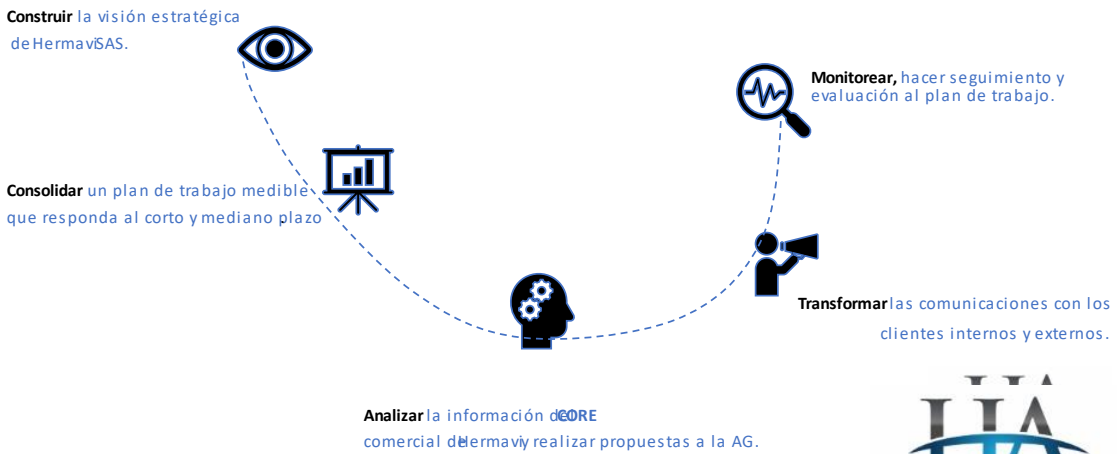 Construir la visión estratégica
de HermaviSAS.
Monitorear, hacer seguimiento y
evaluación al plan de trabajo.
Consolidar un plan de trabajo medible
que responda al corto y mediano plazo.
Transformar las comunicaciones con los
clientes internos y externos.
Analizar la información del CORE
comercial de Hermavi y realizar propuestas a la AG.